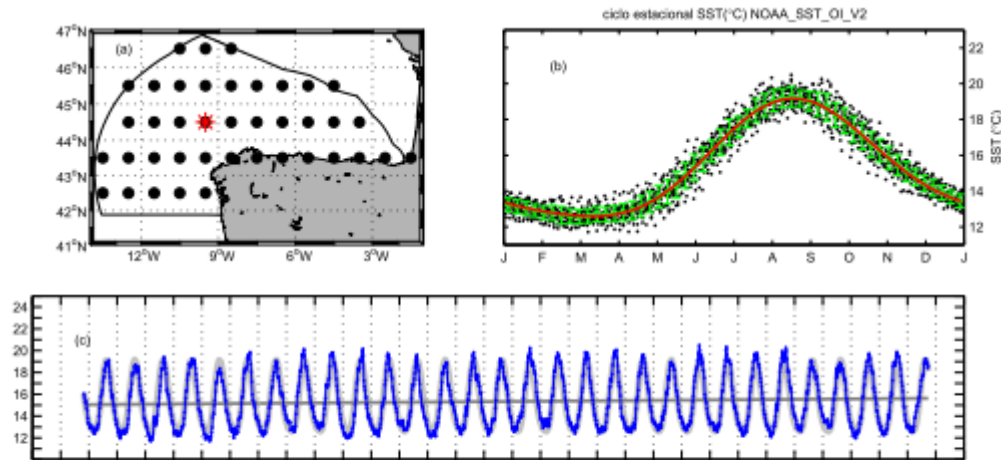 ciclo estacional SST(°C) NOAA_SST_OI_V2
(a)
47°N
46°N
45°N
44°N
43°N
42°N
41°N
12°W 9°W 6°W 3°W
(b)
22
20
18
16
14
12
SST (°C)
J F M A M J J A S O N D J
(c)
24
22
20
18
16
14
12